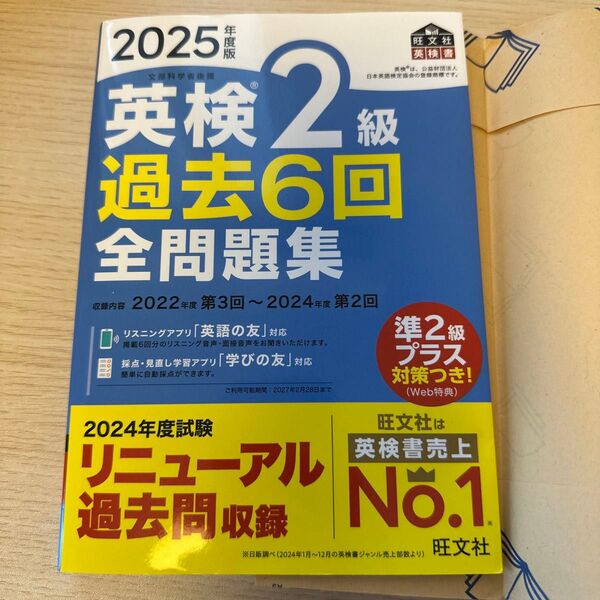 2025年度版
旺文社
英検書
英検®は、公益財団法人
日本英語検定協会の登録商標です。
文部科学省後援
英検®2級
過去6回
全問題集
収録内容 2022年度 第3回~2024年度 第2回
リスニングアプリ「英語の友」対応
掲載6回分のリスニング音声・面接音声をお聞きいただけます。
採点・見直し学習アプリ「学びの友」対応
簡単に自動採点ができます。
ご利用可能期間：2027年2月28日まで
準2級
プラス
対策つき!
(Web特典)
2024年度試験
リニューアル
過去問収録
旺文社は
英検書売上
No.1※
※日販調べ(2024年1月~12月の英検書ジャンル売上部数より)
旺文社